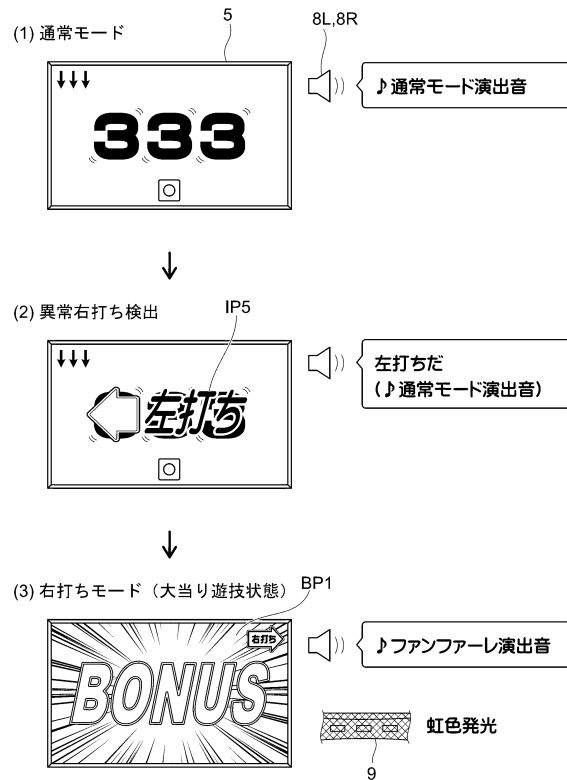 5
8L,8R
(1) 通常モード
↓↓↓
333
♪通常モード演出音
↓
(2) 異常右打ち検出
IP5
↓↓↓
左打ち
左打ちだ
(♪通常モード演出音)
↓
(3) 右打ちモード（大当り遊技状態）
BP1
右打ち
BONUS
♪ファンファーレ演出音
虹色発光
9